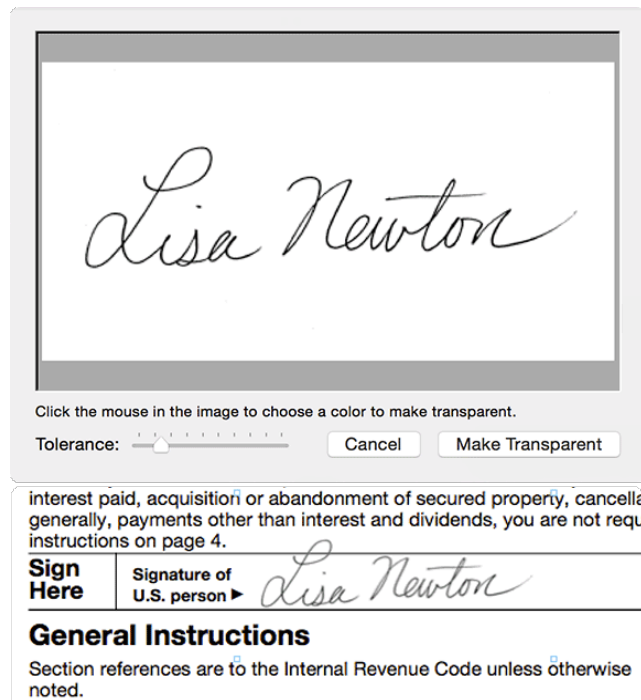 Lisa Newton
Click the mouse in the image to choose a color to make transparent.
Tolerance:
Cancel
Make Transparent
interest paid, acquisition or abandonment of secured property, cancella
generally, payments other than interest and dividends, you are not requ
instructions on page 4.
Sign
Here
Signature of
U.S. person ▶
Lisa Newton
General Instructions
Section references are to the Internal Revenue Code unless otherwise
noted.